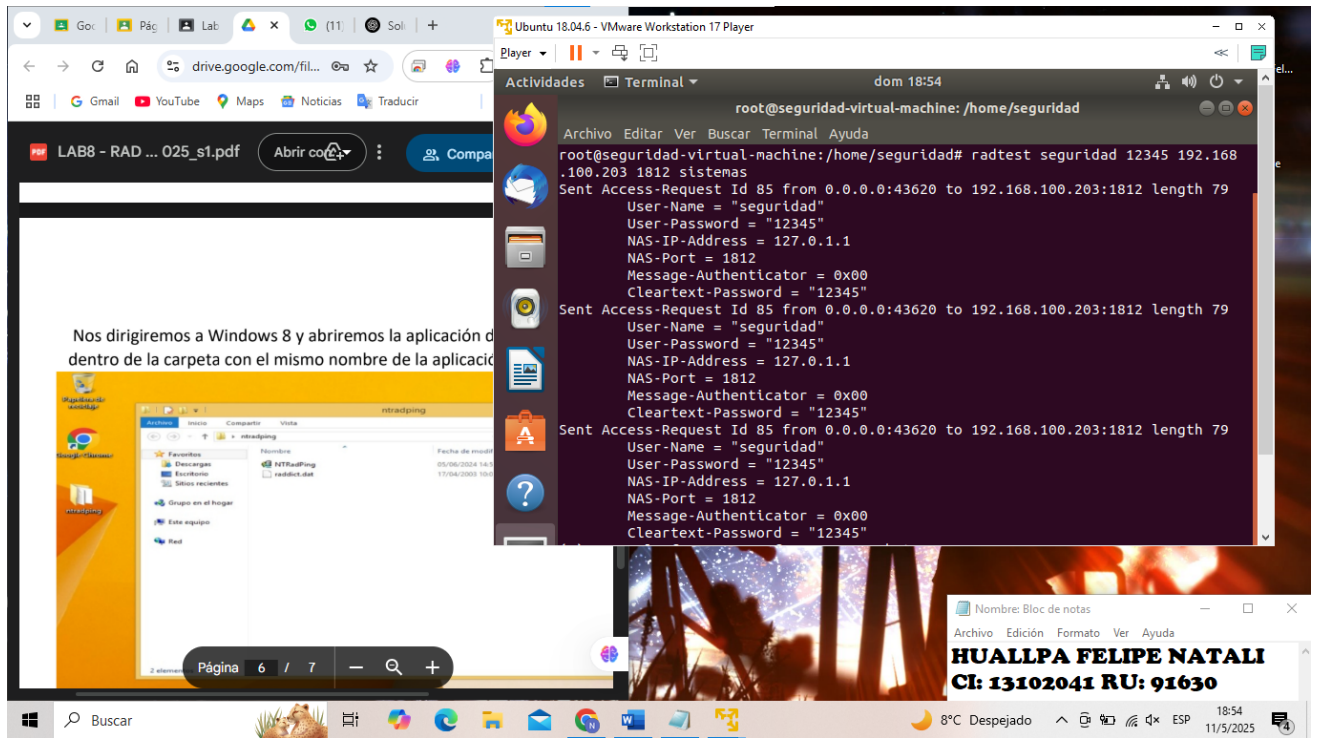 Goo
Pág
Lab
(11)
Sol
drive.google.com/fil...
Gmail
YouTube
Maps
Noticias
Traducir
PDF
LAB8 - RAD ... 025_s1.pdf
Abrir co
Compa
Nos dirigiremos a Windows 8 y abriremos la aplicación d
dentro de la carpeta con el mismo nombre de la aplicació
Papelera de
reciclaje
Google Chrome
ntradping
ntradping
Archivo Inicio Compartir Vista
ntradping
Favoritos
Descargas
Escritorio
Sitios recientes
Grupo en el hogar
Este equipo
Red
Nombre
Fecha de modif
NTRadPing
05/06/2024 14:5
raddict.dat
17/04/2003 10:0
2 elemen
Página 6 / 7
Ubuntu 18.04.6 - VMware Workstation 17 Player
Player
Actividades
Terminal
dom 18:54
root@seguridad-virtual-machine: /home/seguridad
Archivo Editar Ver Buscar Terminal Ayuda
root@seguridad-virtual-machine:/home/seguridad# radtest seguridad 12345 192.168
.100.203 1812 sistemas
Sent Access-Request Id 85 from 0.0.0.0:43620 to 192.168.100.203:1812 length 79
User-Name = "seguridad"
User-Password = "12345"
NAS-IP-Address = 127.0.1.1
NAS-Port = 1812
Message-Authenticator = 0x00
Cleartext-Password = "12345"
Sent Access-Request Id 85 from 0.0.0.0:43620 to 192.168.100.203:1812 length 79
User-Name = "seguridad"
User-Password = "12345"
NAS-IP-Address = 127.0.1.1
NAS-Port = 1812
Message-Authenticator = 0x00
Cleartext-Password = "12345"
Sent Access-Request Id 85 from 0.0.0.0:43620 to 192.168.100.203:1812 length 79
User-Name = "seguridad"
User-Password = "12345"
NAS-IP-Address = 127.0.1.1
NAS-Port = 1812
Message-Authenticator = 0x00
Cleartext-Password = "12345"
el...
e
Nombre: Bloc de notas
Archivo Edición Formato Ver Ayuda
HUALLPA FELIPE NATALI
CI: 13102041 RU: 91630
Buscar
8°C Despejado
ESP
18:54
11/5/2025
4